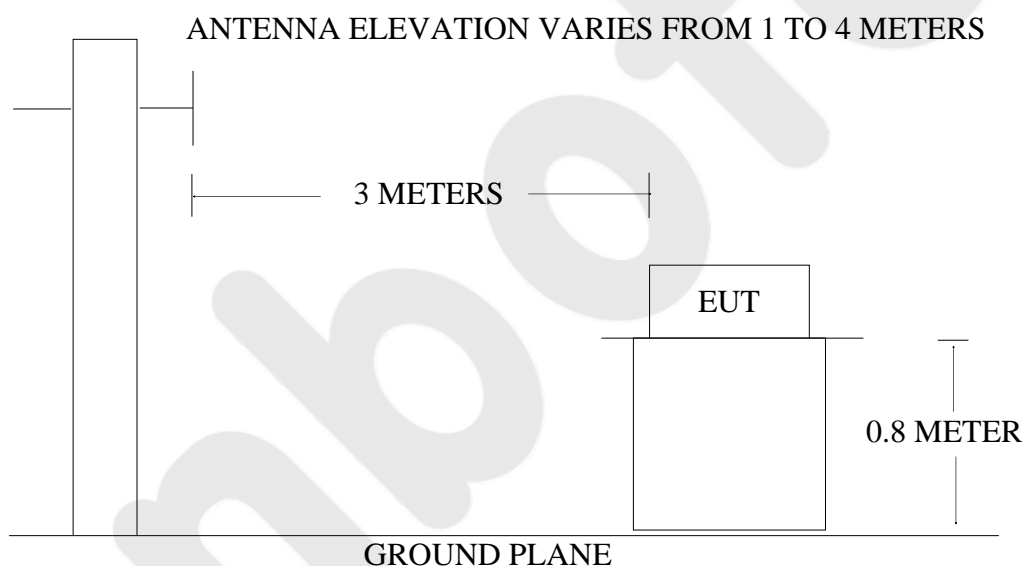 ANTENNA ELEVATION VARIES FROM 1 TO 4 METERS
3 METERS
EUT
0.8 METER
GROUND PLANE